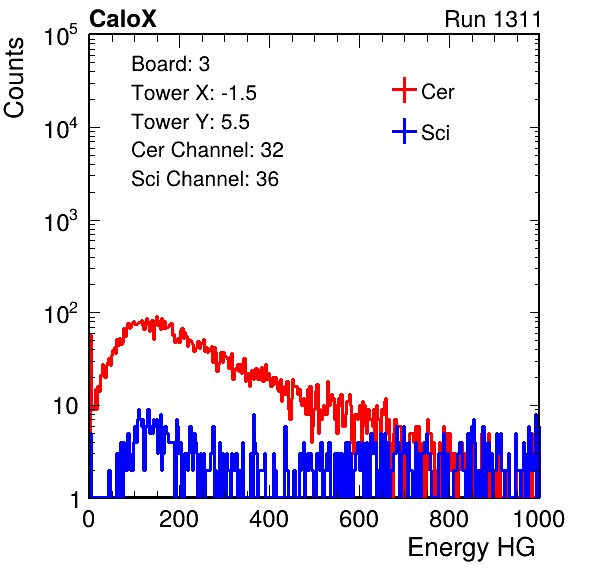 CaloX Run 1311
Counts
Board: 3
Tower X: -1.5
Tower Y: 5.5
Cer Channel: 32
Sci Channel: 36
Cer
Sci
10^5
10^4
10^3
10^2
10
1
0 200 400 600 800 1000
Energy HG